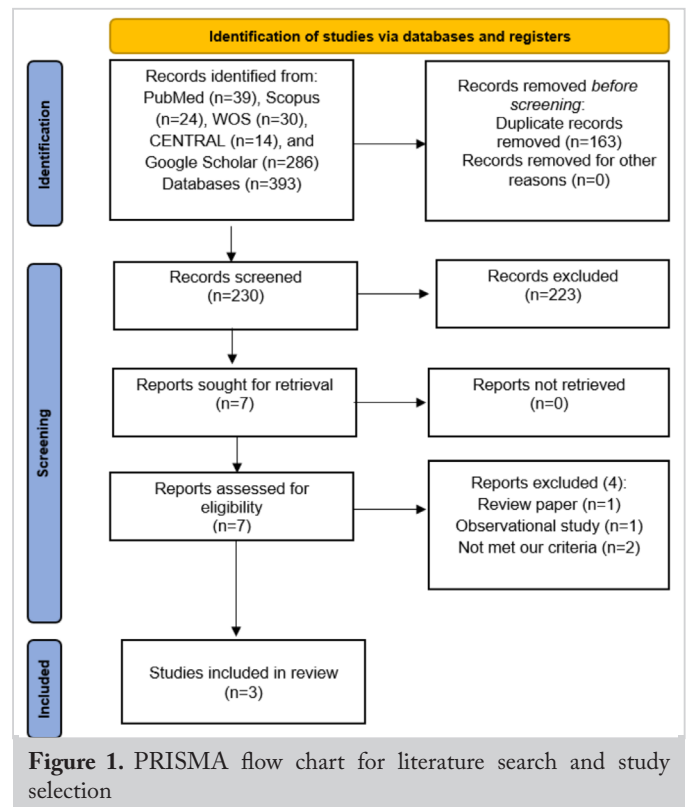 Identification of studies via databases and registers
Identification
Records identified from:
PubMed (n=39), Scopus
(n=24), WOS (n=30),
CENTRAL (n=14), and
Google Scholar (n=286)
Databases (n=393)
Records removed before
screening:
Duplicate records
removed (n=163)
Records removed for other
reasons (n=0)
Screening
Records screened
(n=230)
Records excluded
(n=223)
Reports sought for retrieval
(n=7)
Reports not retrieved
(n=0)
Reports assessed for
eligibility
(n=7)
Reports excluded (4):
Review paper (n=1)
Observational study (n=1)
Not met our criteria (n=2)
Included
Studies included in review
(n=3)
Figure 1. PRISMA flow chart for literature search and study
selection